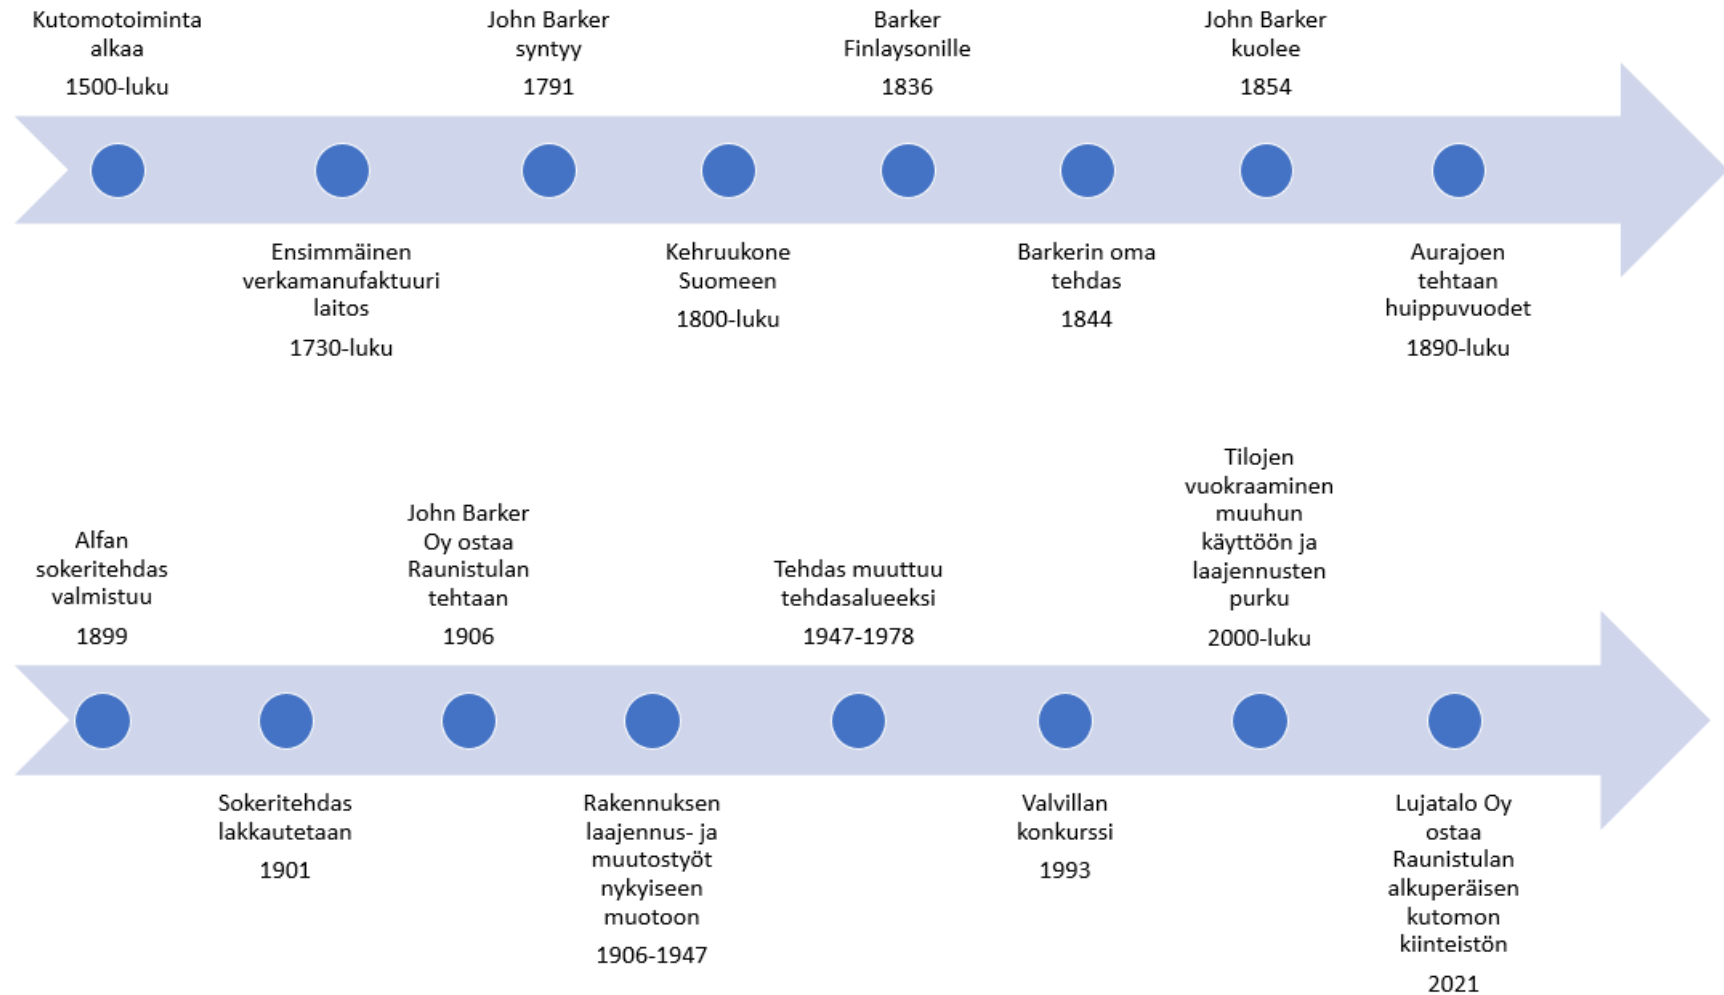 Kutomotoiminta
alkaa
1500-luku
Ensimmäinen
verkamanufaktuuri
laitos
1730-luku
John Barker
syntyy
1791
Kehruukone
Suomeen
1800-luku
Barker
Finlaysonille
1836
Barkerin oma
tehdas
1844
John Barker
kuolee
1854
Aurajoen
tehtaan
huippuvuodet
1890-luku
Alfan
sokeritehdas
valmistuu
1899
Sokeritehdas
lakkautetaan
1901
John Barker
Oy ostaa
Raunistulan
tehtaan
1906
Rakennuksen
laajennus- ja
muutostyöt
nykyiseen
muotoon
1906-1947
Tehdas muuttuu
tehdasalueeksi
1947-1978
Valvillan
konkurssi
1993
Tilojen
vuokraaminen
muuhun
käyttöön ja
laajennusten
purku
2000-luku
Lujatalo Oy
ostaa
Raunistulan
alkuperäisen
kutomon
kiinteistön
2021